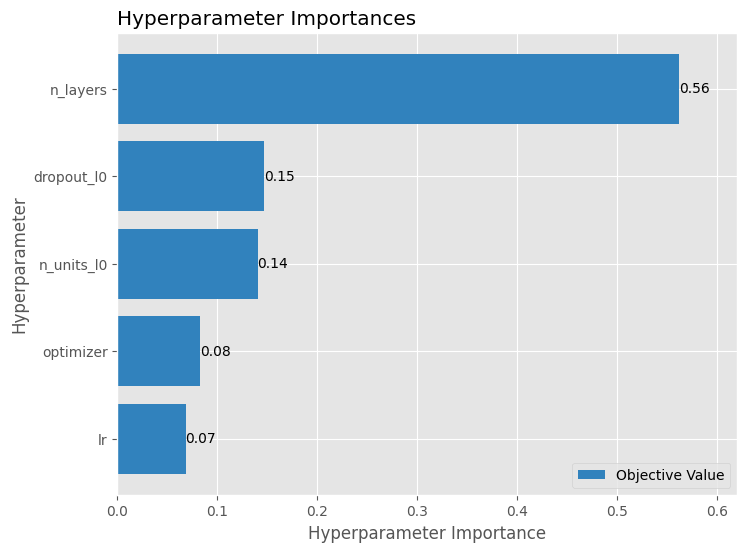 Hyperparameter Importances
n_layers
0.56
dropout_l0
0.15
n_units_l0
0.14
optimizer
0.08
lr
0.07
Hyperparameter
Objective Value
0.0 0.1 0.2 0.3 0.4 0.5 0.6
Hyperparameter Importance